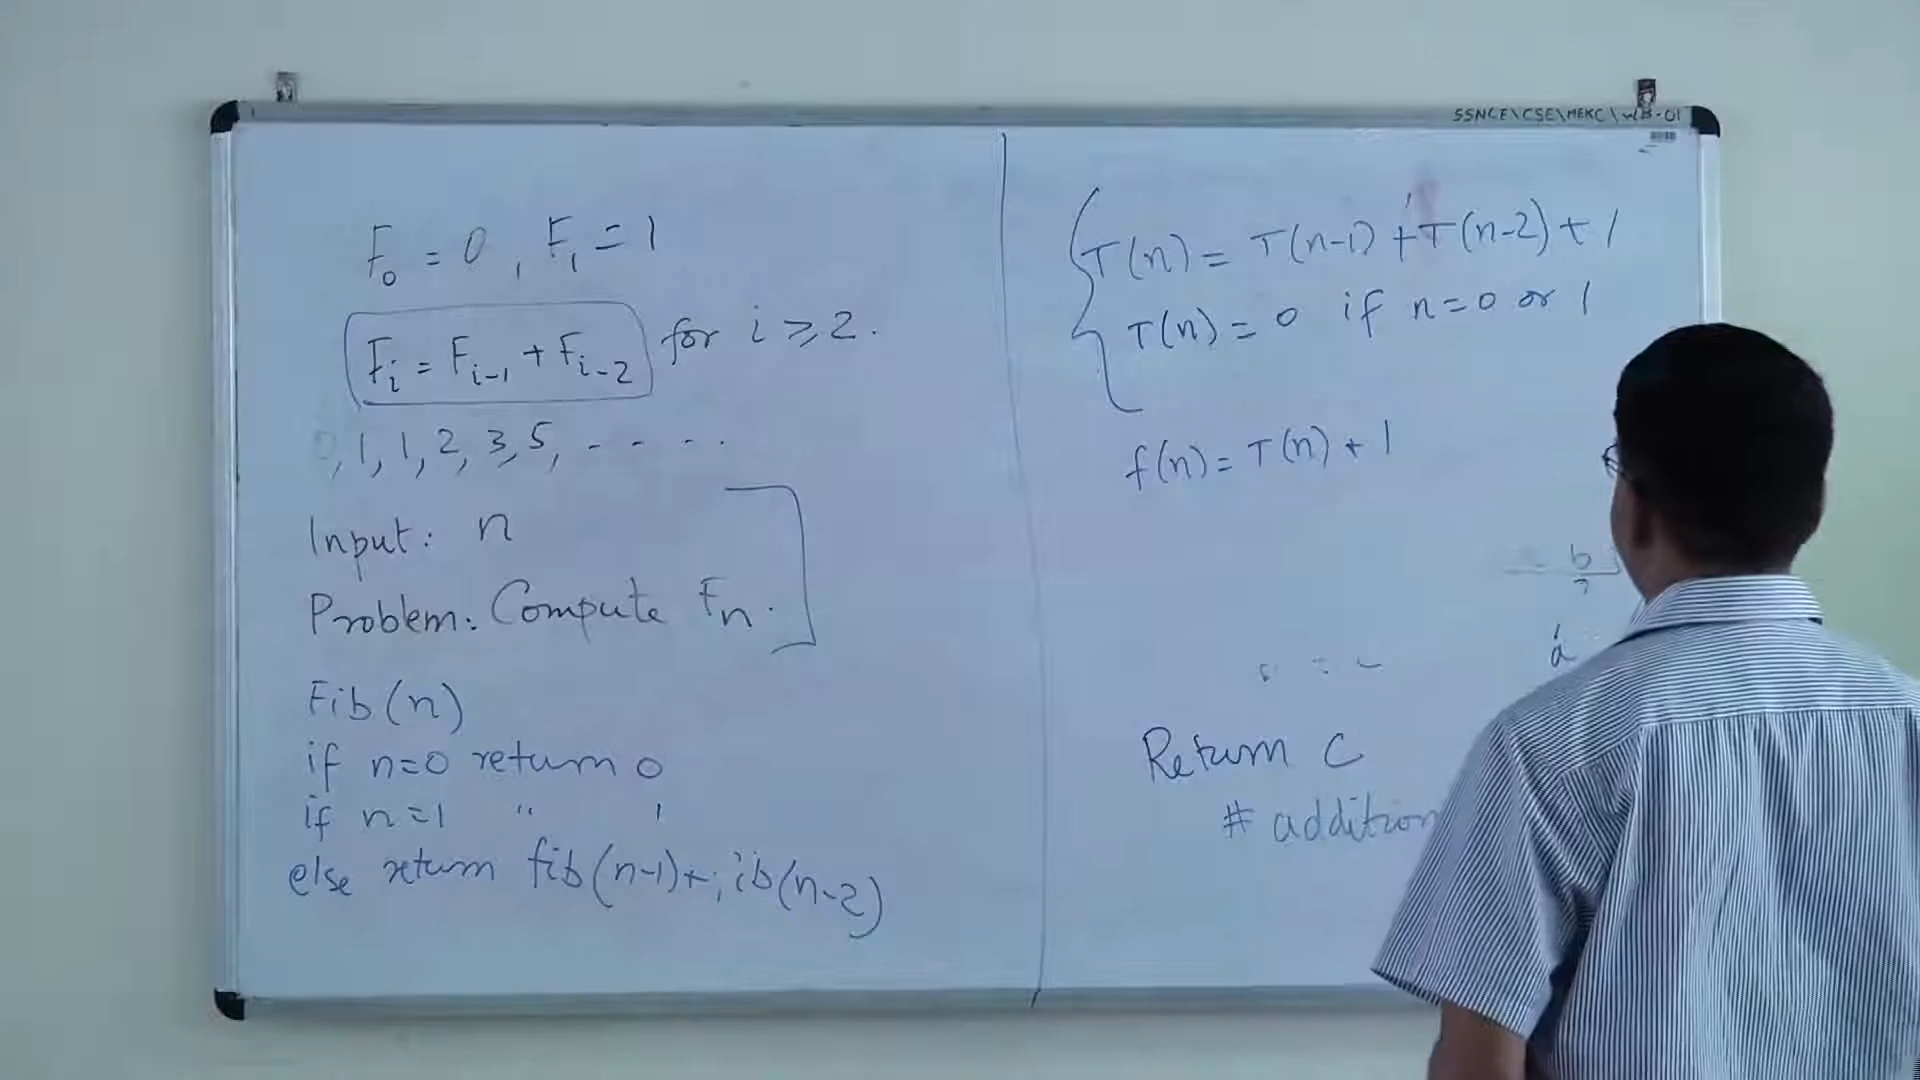 SSNCE\CSE\MEKC\WB-01
F₀ = 0, F₁ = 1
Fᵢ = Fᵢ₋₁ + Fᵢ₋₂ for i ≥ 2.
0, 1, 1, 2, 3, 5, - - - .
Input: n
Problem: Compute Fn.
Fib(n)
if n=0 return 0
if n=1 " 1
else return fib(n-1)+ ib(n-2)
T(n) = T(n-1) + T(n-2) + 1
T(n) = 0 if n=0 or 1
f(n) = T(n) + 1
b
a
Return C
# addition